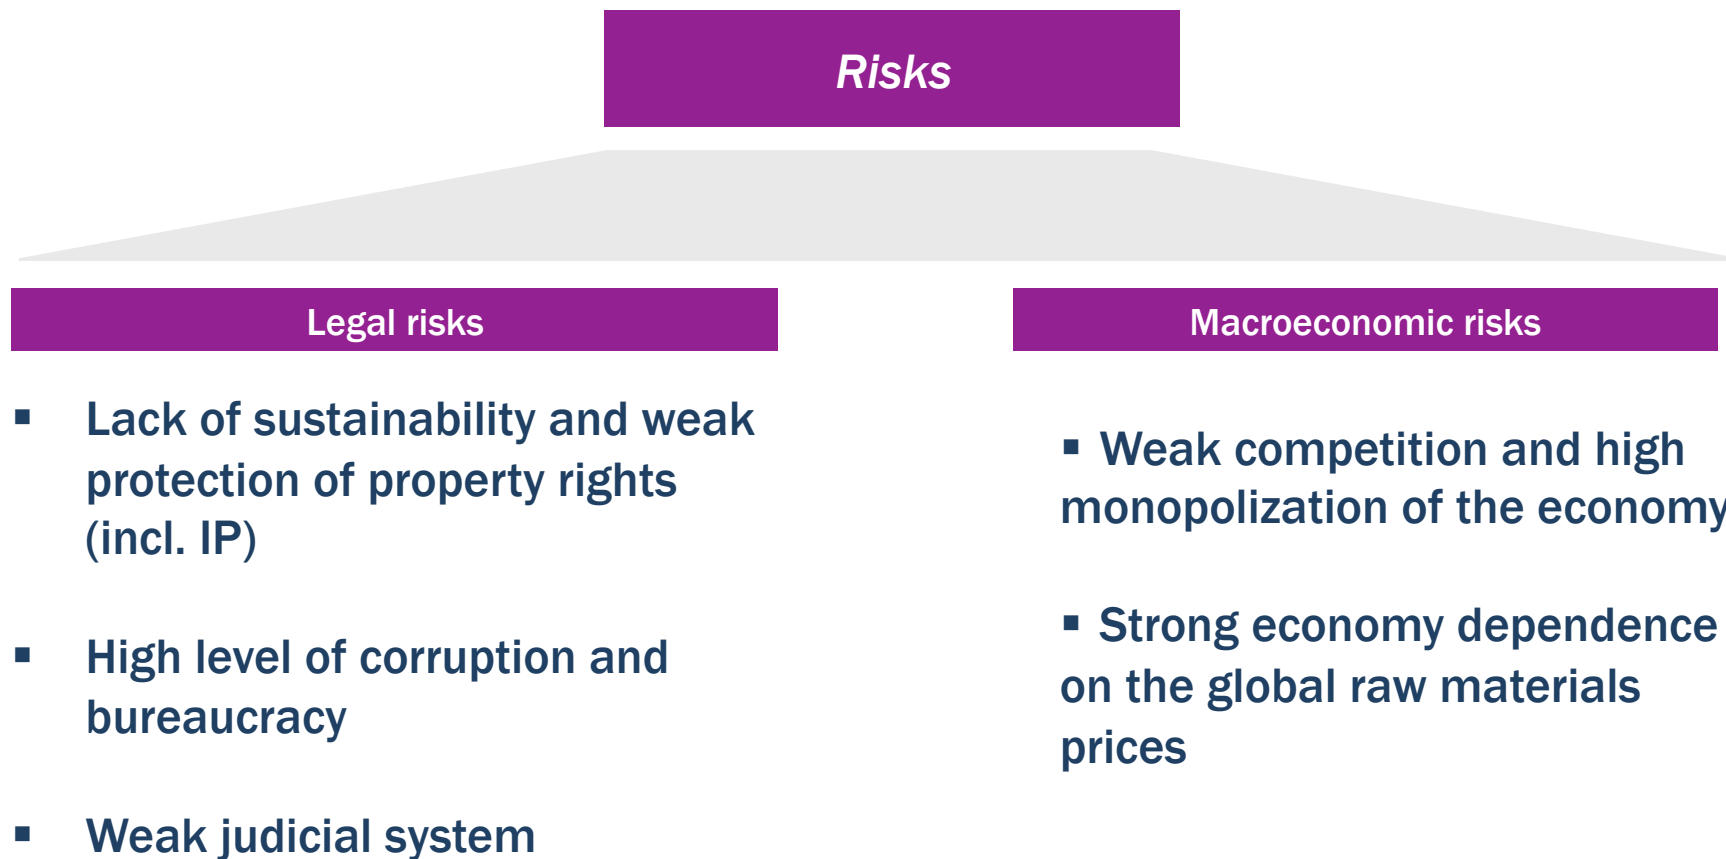 Risks
Legal risks
▪ Lack of sustainability and weak
protection of property rights
(incl. IP)
▪ High level of corruption and
bureaucracy
▪ Weak judicial system
Macroeconomic risks
▪ Weak competition and high
monopolization of the economy
▪ Strong economy dependence
on the global raw materials
prices